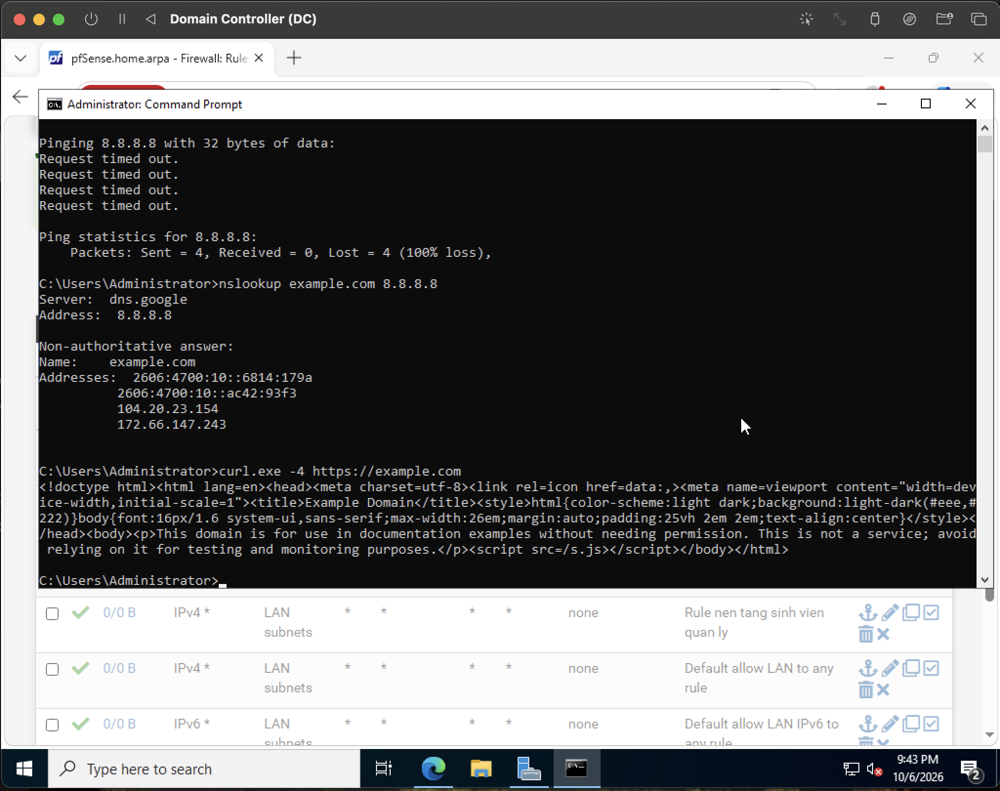 Domain Controller (DC)
pfSense.home.arpa - Firewall: Rules
Administrator: Command Prompt
Pinging 8.8.8.8 with 32 bytes of data:
Request timed out.
Request timed out.
Request timed out.
Request timed out.
Ping statistics for 8.8.8.8:
    Packets: Sent = 4, Received = 0, Lost = 4 (100% loss),
C:\Users\Administrator>nslookup example.com 8.8.8.8
Server:  dns.google
Address:  8.8.8.8
Non-authoritative answer:
Name:    example.com
Addresses:  2606:4700:10::6814:179a
          2606:4700:10::ac42:93f3
          104.20.23.154
          172.66.147.243
C:\Users\Administrator>curl.exe -4 https://example.com
<!doctype html><html lang=en><head><meta charset=utf-8><link rel=icon href=data:,><meta name=viewport content="width=dev
ice-width,initial-scale=1"><title>Example Domain</title><style>html{color-scheme:light dark;background:light-dark(#eee,#
222)}body{font:16px/1.6 system-ui,sans-serif;max-width:26em;margin:auto;padding:25vh 2em 2em;text-align:center}</style><
/head><body><p>This domain is for use in documentation examples without needing permission. This is not a service; avoid
 relying on it for testing and monitoring purposes.</p><script src=/s.js></script></body></html>
C:\Users\Administrator>
0/0 B IPv4 * LAN subnets * * * * none Rule nen tang sinh vien quan ly
0/0 B IPv4 * LAN subnets * * * * none Default allow LAN to any rule
0/0 B IPv6 * LAN subnets * * * * none Default allow LAN IPv6 to any rule
Type here to search
9:43 PM
10/6/2026
2